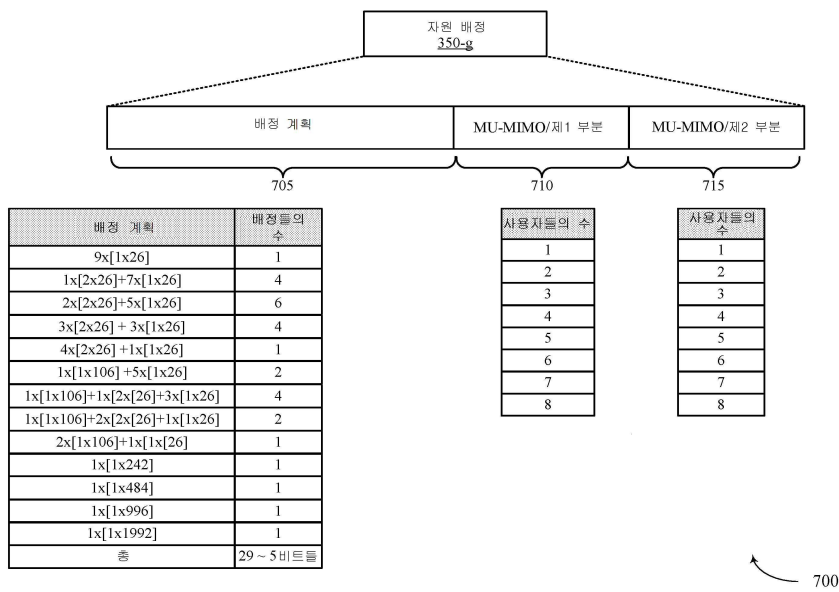 자원 배정
350-g
배정 계획
MU-MIMO/제1 부분
MU-MIMO/제2 부분
705
710
715
배정 계획
배정들의
수
9x[1x26]
1
1x[2x26]+7x[1x26]
4
2x[2x26]+5x[1x26]
6
3x[2x26] + 3x[1x26]
4
4x[2x26] +1x[1x26]
1
1x[1x106] +5x[1x26]
2
1x[1x106]+1x[2x[26]+3x[1x26]
4
1x[1x106]+2x[2x[26]+1x[1x26]
2
2x[1x106]+1x[1x[26]
1
1x[1x242]
1
1x[1x484]
1
1x[1x996]
1
1x[1x1992]
1
총
29 ~ 5비트들
사용자들의 수
1
2
3
4
5
6
7
8
사용자들의
수
1
2
3
4
5
6
7
8
700